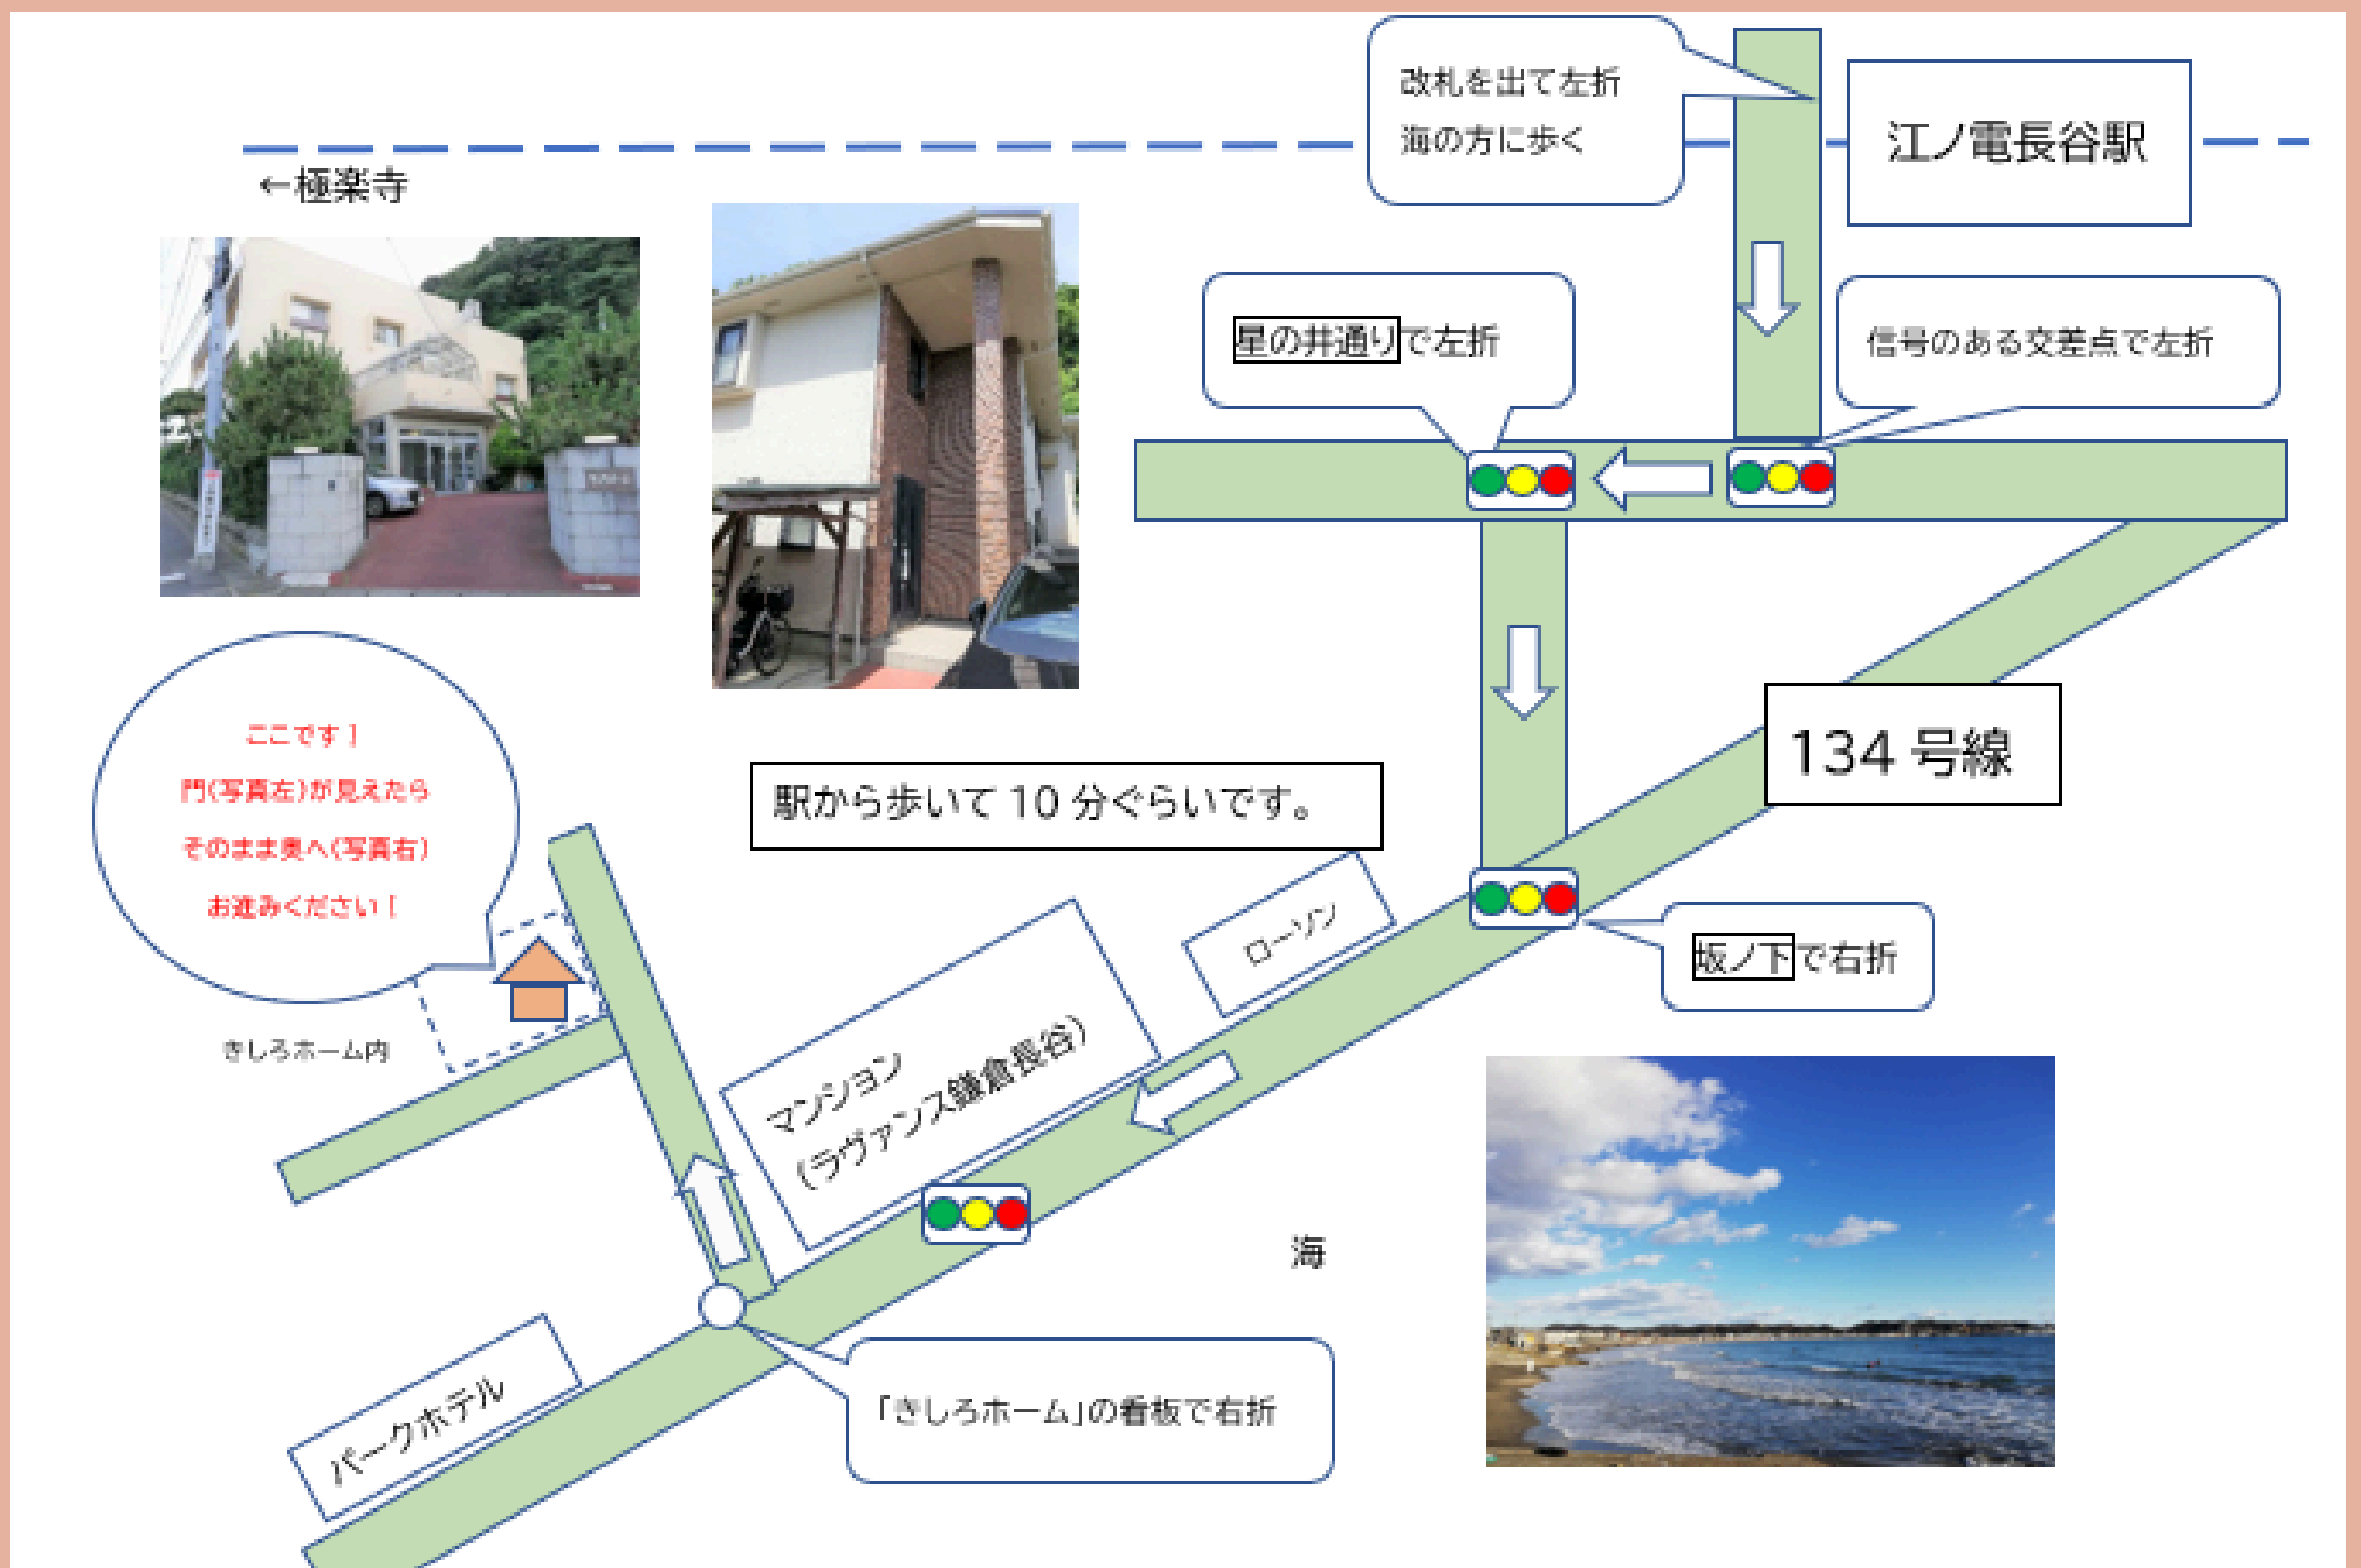 改札を出て左折
海の方に歩く
江ノ電長谷駅
←極楽寺
星の井通りで左折
信号のある交差点で左折
134 号線
ここです！
門(写真左)が見えたら
そのまま奥へ(写真右)
お進みください！
駅から歩いて 10 分ぐらいです。
ローソン
坂ノ下で右折
きしろホーム内
マンション
(ラヴァンス鎌倉長谷)
海
パークホテル
「きしろホーム」の看板で右折